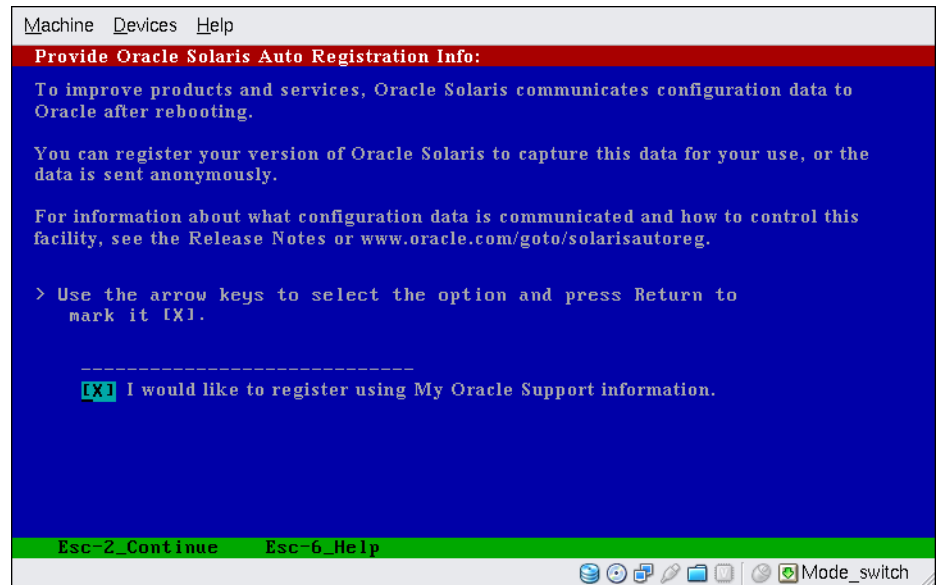 Machine Devices Help
Provide Oracle Solaris Auto Registration Info:
To improve products and services, Oracle Solaris communicates configuration data to
Oracle after rebooting.
You can register your version of Oracle Solaris to capture this data for your use, or the
data is sent anonymously.
For information about what configuration data is communicated and how to control this
facility, see the Release Notes or www.oracle.com/goto/solarisautoreg.
> Use the arrow keys to select the option and press Return to
mark it [X].
______________________________
[X] I would like to register using My Oracle Support information.
Esc-2_Continue Esc-6_Help
Mode_switch